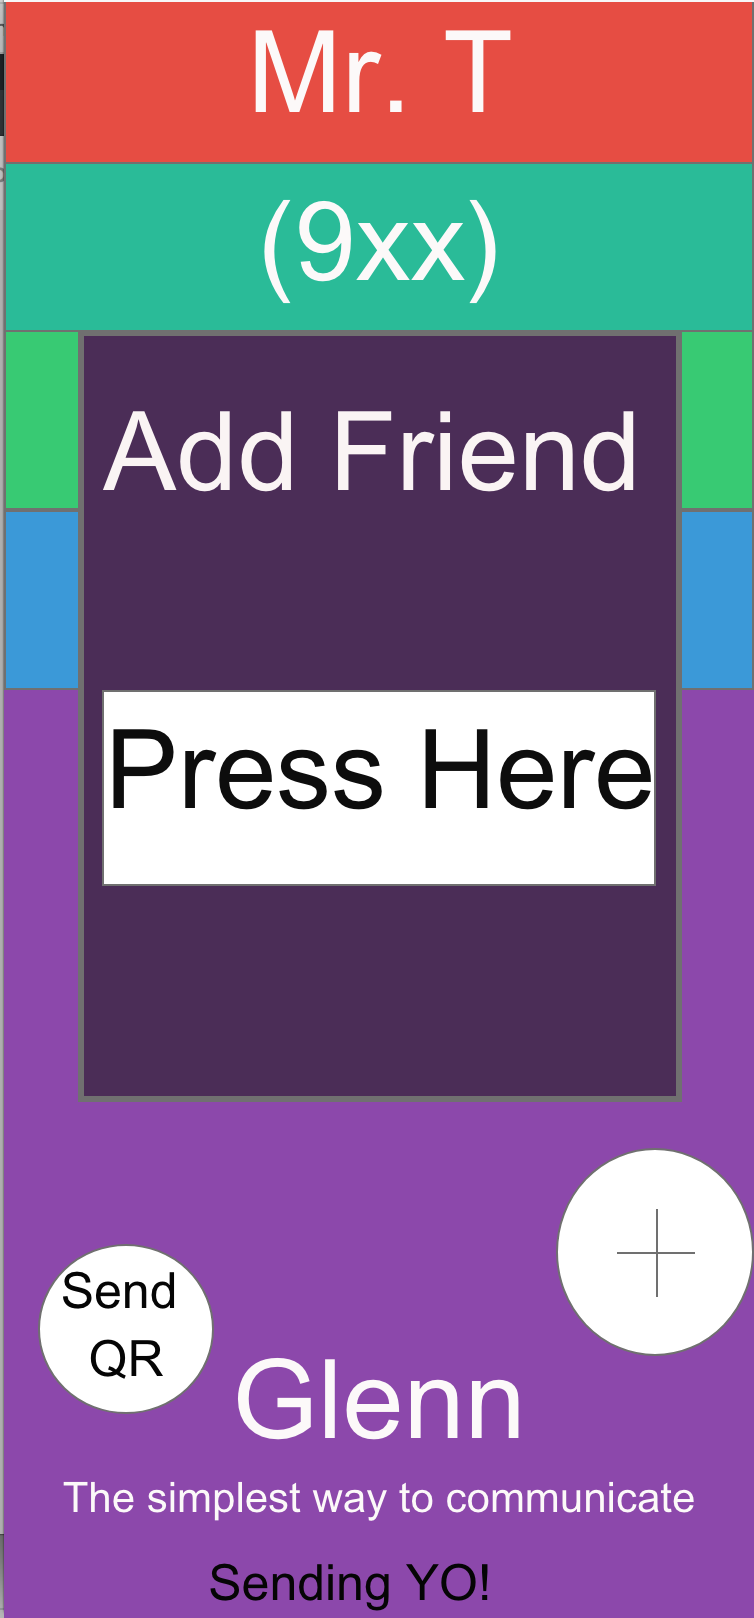 Mr. T
(9xx)
Add Friend
Press Here
Send
QR
Glenn
The simplest way to communicate
Sending YO!